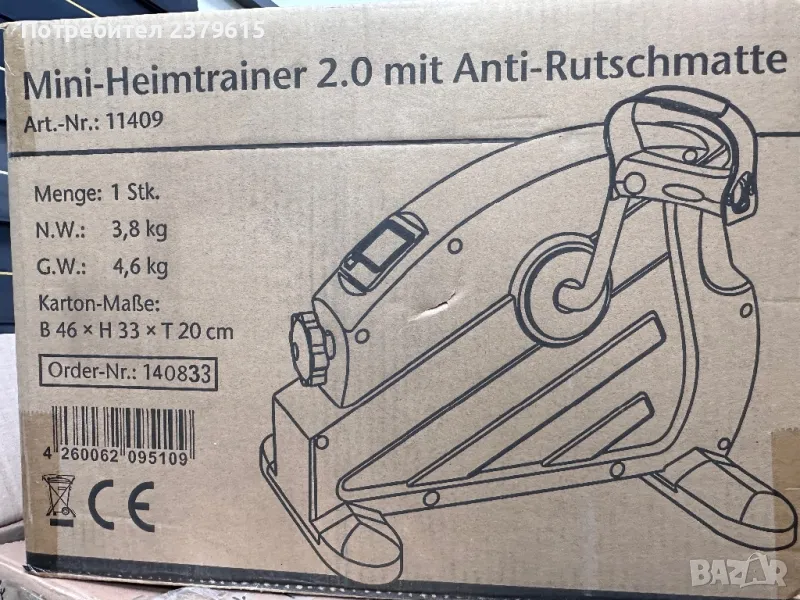 Потребител 2379615
Mini-Heimtrainer 2.0 mit Anti-Rutschmatte
Art.-Nr.: 11409
Menge: 1 Stk.
N.W.: 3,8 kg
G.W.: 4,6 kg
Karton-Maße:
B 46 × H 33 × T 20 cm
Order-Nr.: 140833
4 260062 095109
CE
BAZAR